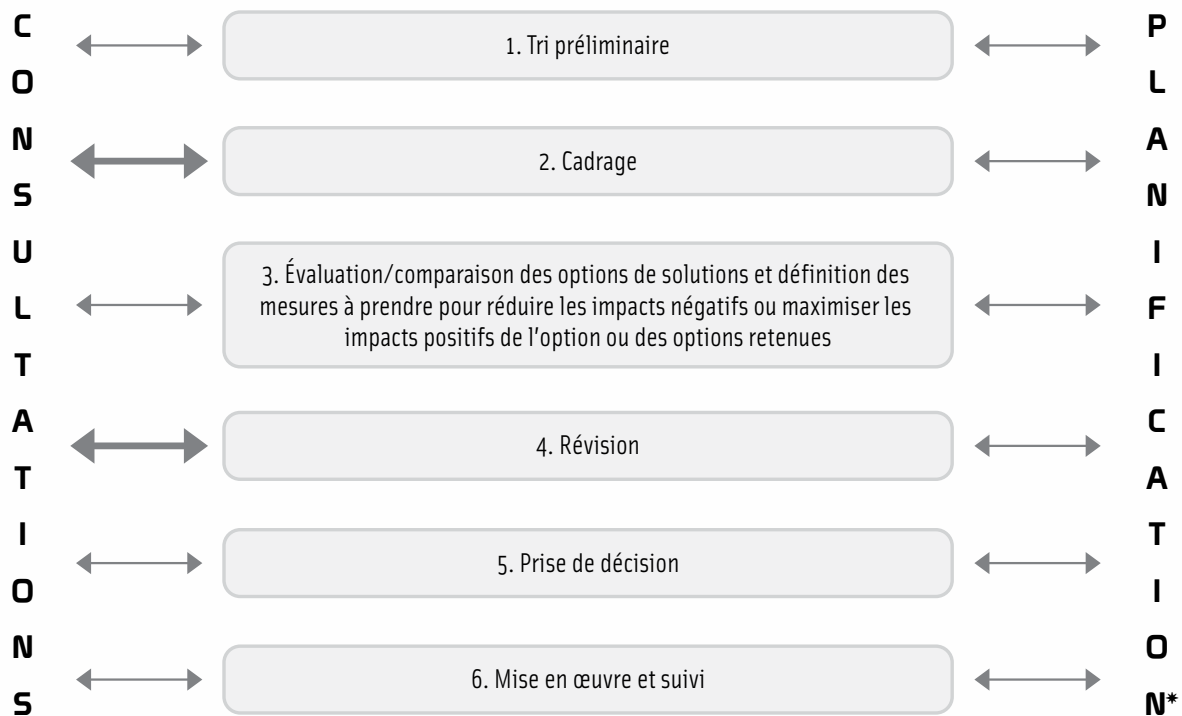 CONSULTATIONS
1. Tri préliminaire
2. Cadrage
3. Évaluation/comparaison des options de solutions et définition des
mesures à prendre pour réduire les impacts négatifs ou maximiser les
impacts positifs de l'option ou des options retenues
4. Révision
5. Prise de décision
6. Mise en œuvre et suivi
PLANIFICATION*